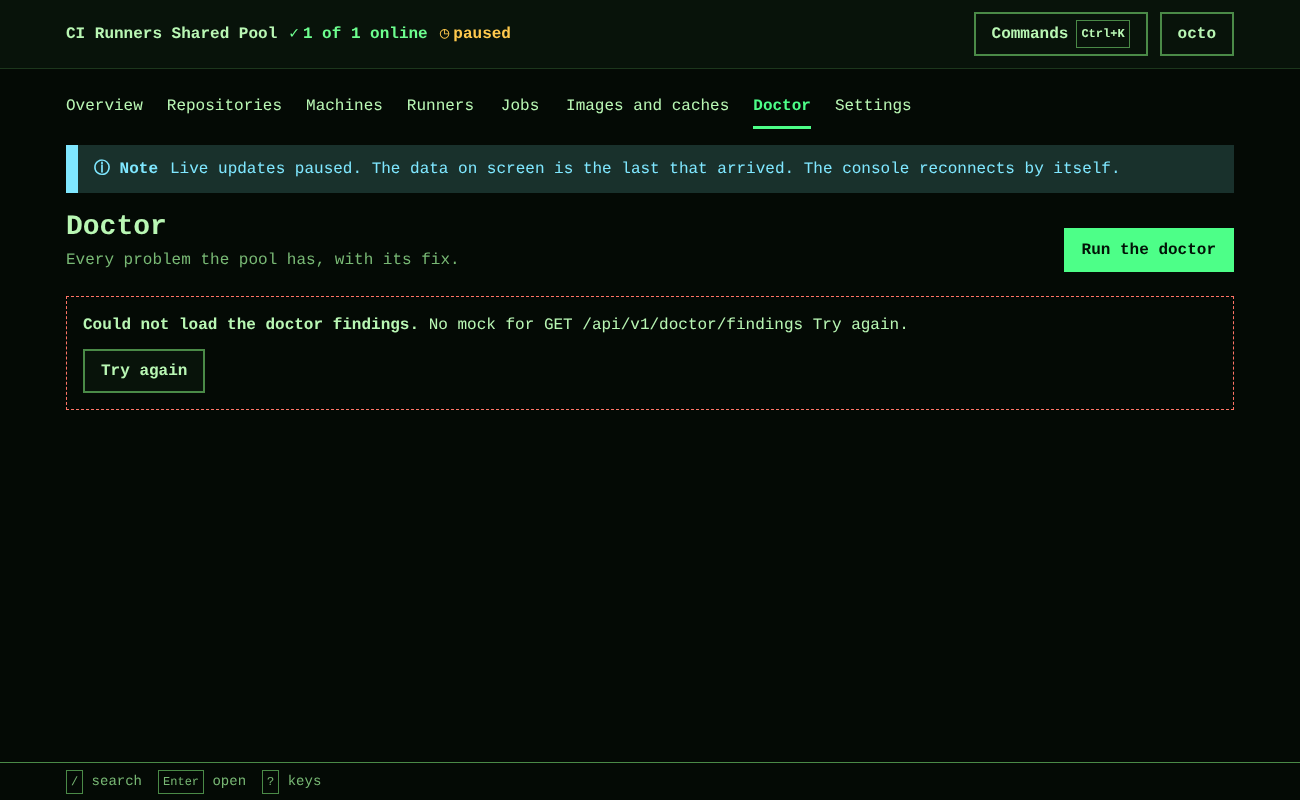 CI Runners Shared Pool ✓ 1 of 1 online ◷ paused Commands Ctrl+K octo
Overview Repositories Machines Runners Jobs Images and caches Doctor Settings
ⓘ Note Live updates paused. The data on screen is the last that arrived. The console reconnects by itself.
Doctor
Every problem the pool has, with its fix.
Run the doctor
Could not load the doctor findings. No mock for GET /api/v1/doctor/findings Try again.
Try again
/ search Enter open ? keys